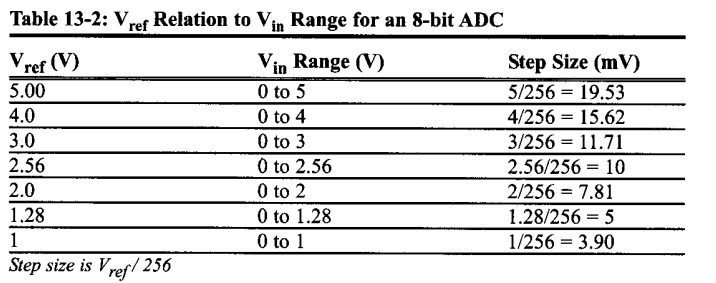 Table 13-2: Vref Relation to Vin Range for an 8-bit ADC
Vref (V) Vin Range (V) Step Size (mV)
5.00 0 to 5 5/256 = 19.53
4.0 0 to 4 4/256 = 15.62
3.0 0 to 3 3/256 = 11.71
2.56 0 to 2.56 2.56/256 = 10
2.0 0 to 2 2/256 = 7.81
1.28 0 to 1.28 1.28/256 = 5
1 0 to 1 1/256 = 3.90
Step size is Vref/ 256